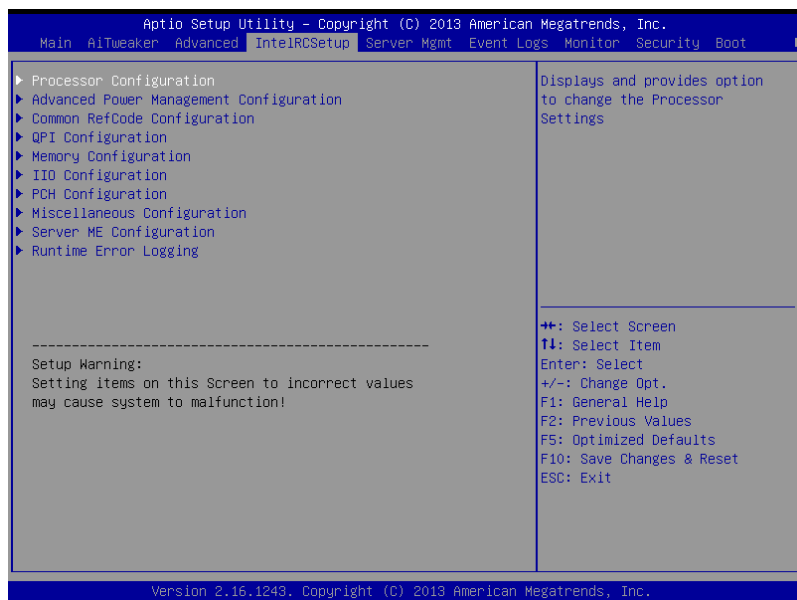 Aptio Setup Utility – Copyright (C) 2013 American Megatrends, Inc.
Main AiTweaker Advanced IntelRCSetup Server Mgmt Event Logs Monitor Security Boot
Processor Configuration
Advanced Power Management Configuration
Common RefCode Configuration
QPI Configuration
Memory Configuration
IIO Configuration
PCH Configuration
Miscellaneous Configuration
Server ME Configuration
Runtime Error Logging
--------------------------------------------------
Setup Warning:
Setting items on this Screen to incorrect values
may cause system to malfunction!
Displays and provides option
to change the Processor
Settings
→←: Select Screen
↑↓: Select Item
Enter: Select
+/-: Change Opt.
F1: General Help
F2: Previous Values
F5: Optimized Defaults
F10: Save Changes & Reset
ESC: Exit
Version 2.16.1243. Copyright (C) 2013 American Megatrends, Inc.